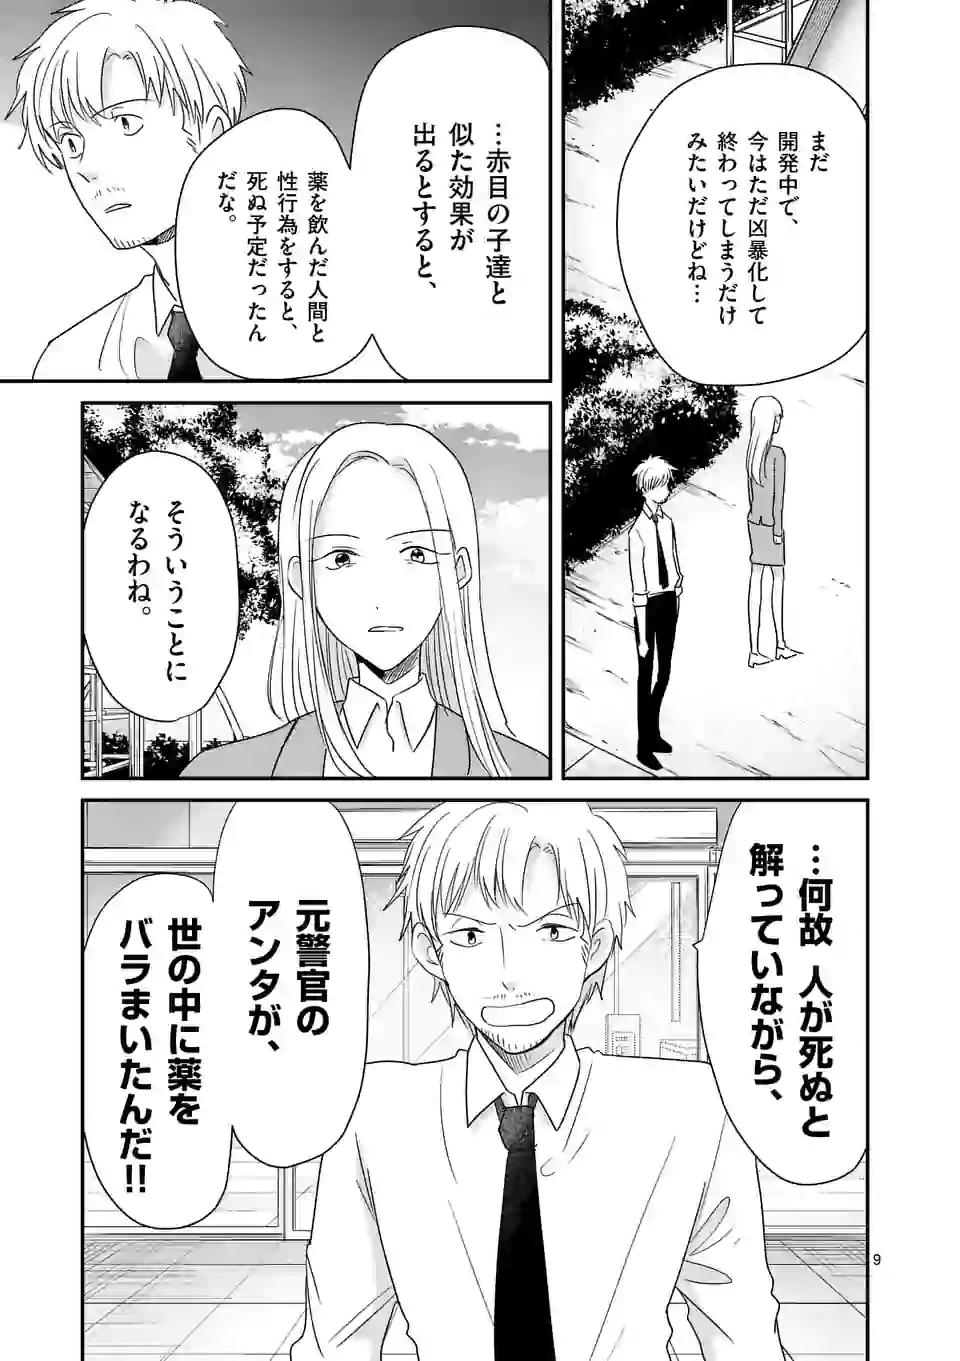 まだ
開発中で、
今はただ凶暴化して
終わってしまうだけ
みたいだけどね…
…赤目の子達と
似た効果が
出るとすると、
薬を飲んだ人間と
性行為をすると、
死ぬ予定だったん
だな。
そういうことに
なるわね。
…何故 人が死ぬと
解っていながら、
元警官の
アンタが、
世の中に薬を
バラまいたんだ!!
9